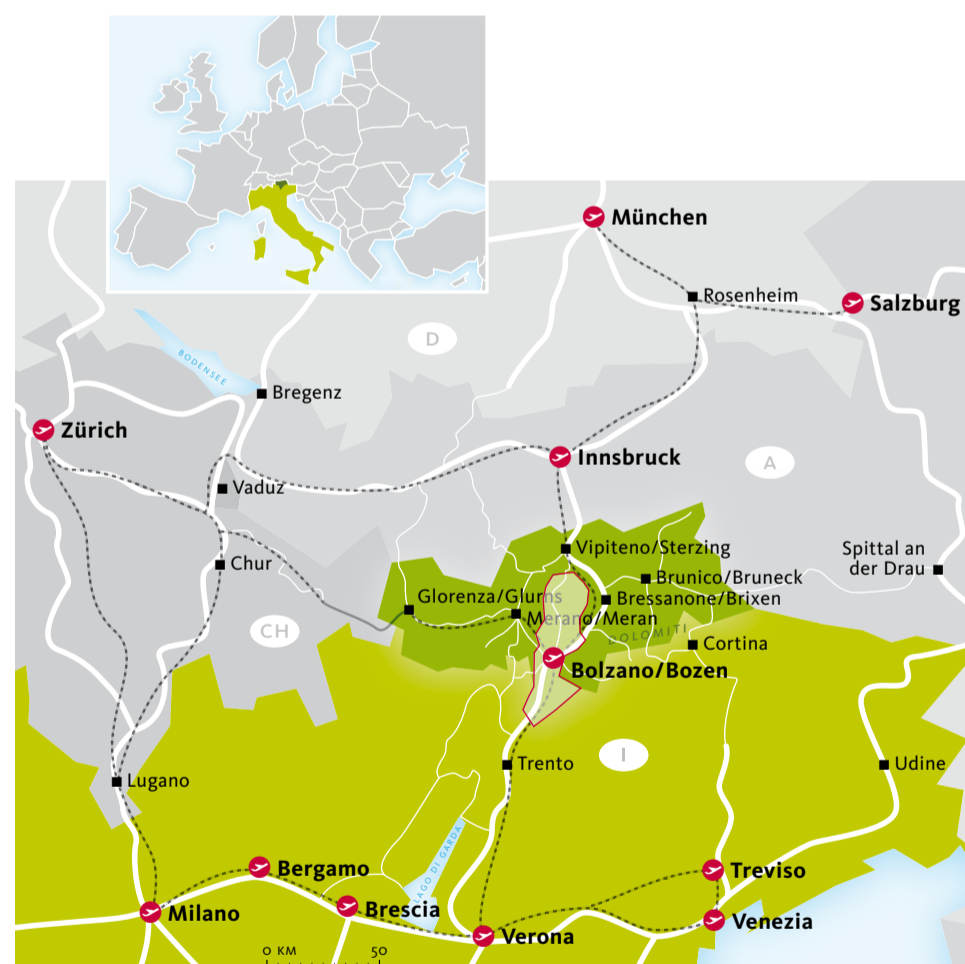 München
Rosenheim
Salzburg
D
BODENSEE
Bregenz
Zürich
Innsbruck
A
Vaduz
Vipiteno/Sterzing
Spittal an
der Drau
Chur
Brunico/Bruneck
Glorenza/Glurns
Bressanone/Brixen
Merano/Meran
CH
DOLOMITI
Cortina
Bolzano/Bozen
I
Trento
Udine
Lugano
LAGO DI GARDA
Bergamo
Treviso
Milano
Brescia
Venezia
Verona
0 KM 50